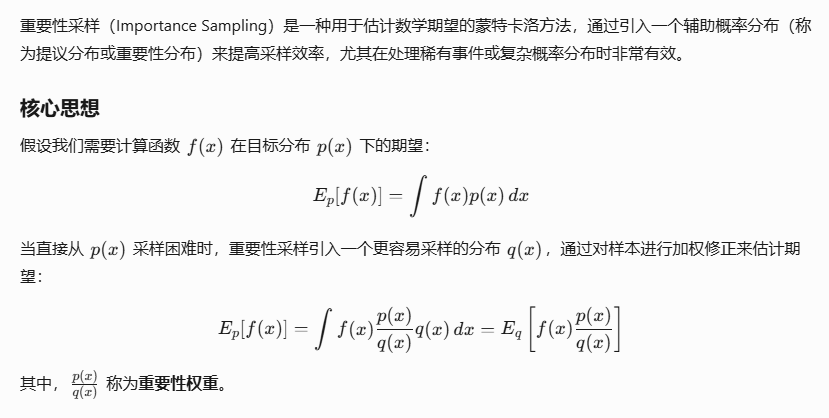 重要性采样（Importance Sampling）是一种用于估计数学期望的蒙特卡洛方法，通过引入一个辅助概率分布（称
为提议分布或重要性分布）来提高采样效率，尤其在处理稀有事件或复杂概率分布时非常有效。
核心思想
假设我们需要计算函数 f(x) 在目标分布 p(x) 下的期望：
E_p[f(x)] = ∫ f(x)p(x) dx
当直接从 p(x) 采样困难时，重要性采样引入一个更容易采样的分布 q(x)，通过对样本进行加权修正来估计期
望：
E_p[f(x)] = ∫ f(x) \frac{p(x)}{q(x)} q(x) dx = E_q [ f(x) \frac{p(x)}{q(x)} ]
其中， \frac{p(x)}{q(x)} 称为重要性权重。